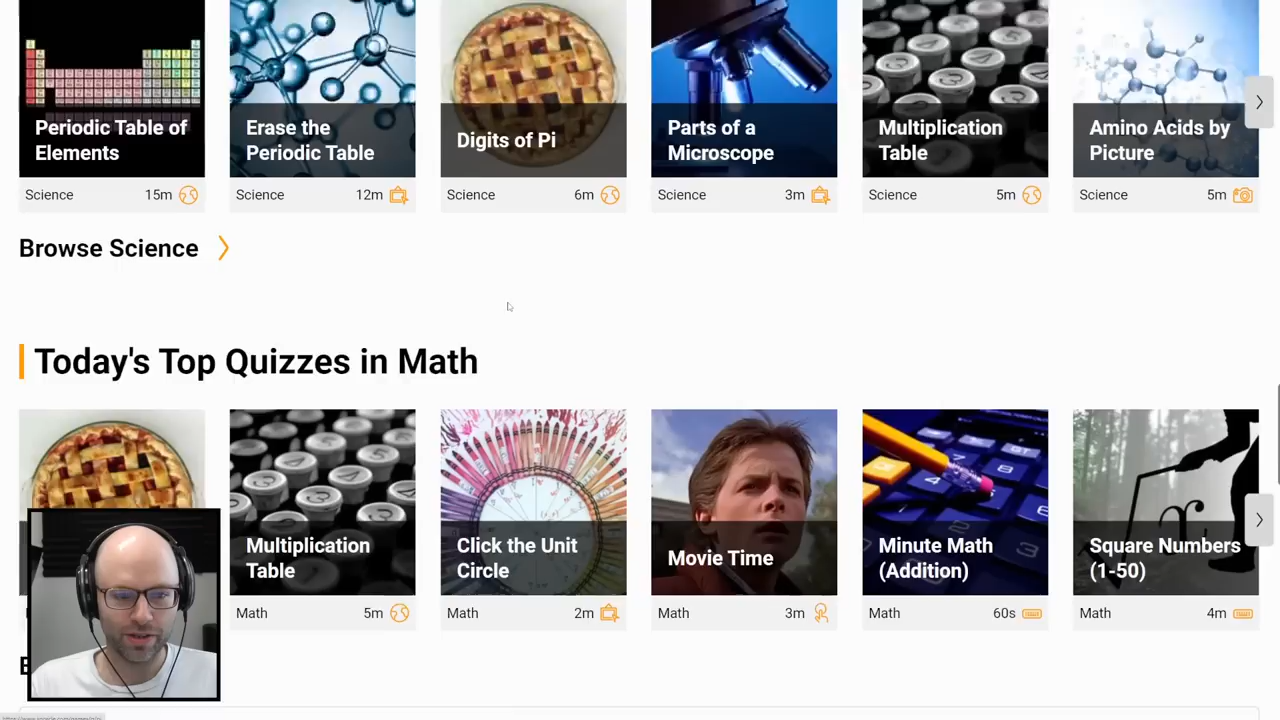 Periodic Table of
Elements
Erase the
Periodic Table
Digits of Pi
Parts of a
Microscope
Multiplication
Table
Amino Acids by
Picture
Science 15m
Science 12m
Science 6m
Science 3m
Science 5m
Science 5m
Browse Science
Today's Top Quizzes in Math
Multiplication
Table
Click the Unit
Circle
Movie Time
Minute Math
(Addition)
Square Numbers
(1-50)
Math 5m
Math 2m
Math 3m
Math 60s
Math 4m